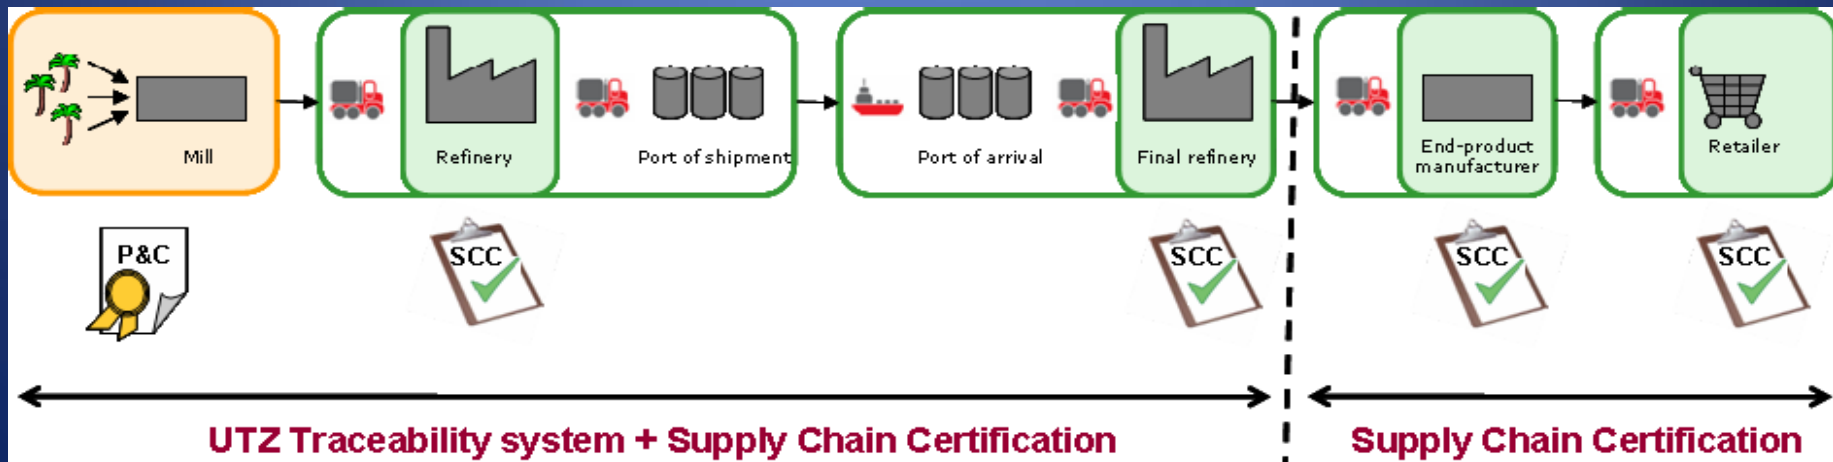 Mill
Refinery
Port of shipment
Port of arrival
Final refinery
End-product
manufacturer
Retailer
P&C
SCC
SCC
SCC
SCC
UTZ Traceability system + Supply Chain Certification
Supply Chain Certification